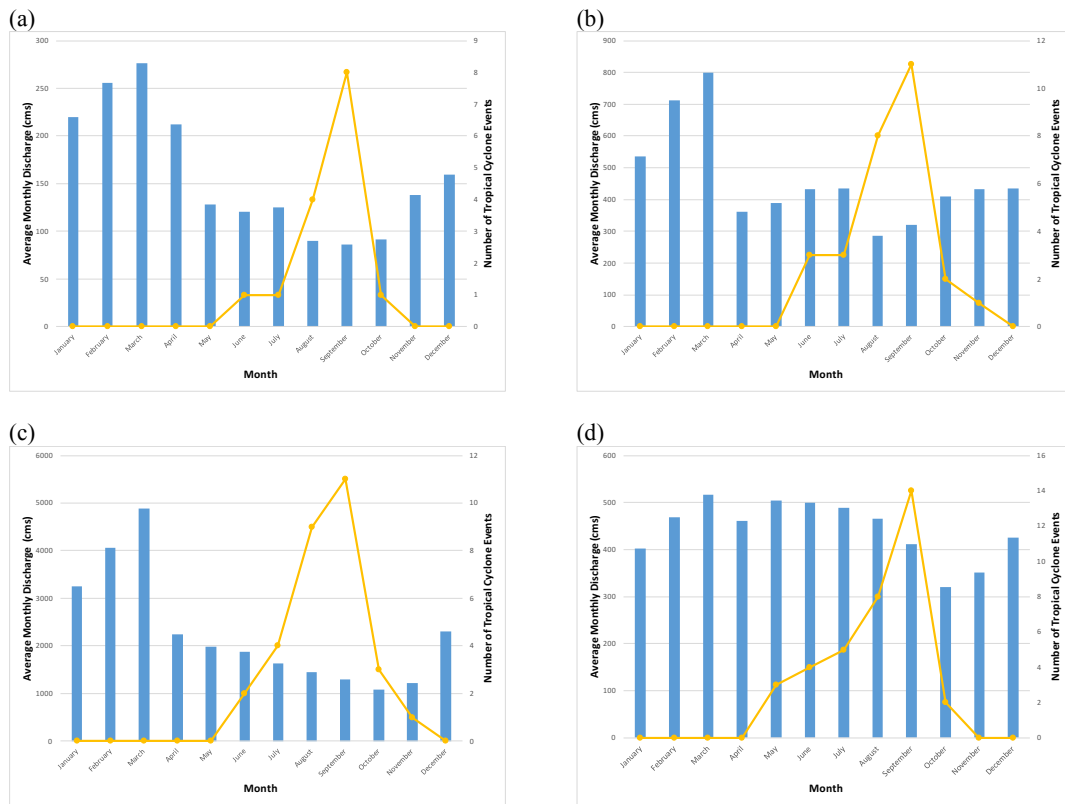 (a)
300
250
200
150
100
50
0
Average Monthly Discharge (cms)
9
8
7
6
5
4
3
2
1
0
Number of Tropical Cyclone Events
January
February
March
April
May
June
July
August
September
October
November
December
Month
(b)
900
800
700
600
500
400
300
200
100
0
Average Monthly Discharge (cms)
12
10
8
6
4
2
0
Number of Tropical Cyclone Events
January
February
March
April
May
June
July
August
September
October
November
December
Month
(c)
6000
5000
4000
3000
2000
1000
0
Average Monthly Discharge (cms)
12
10
8
6
4
2
0
Number of Tropical Cyclone Events
January
February
March
April
May
June
July
August
September
October
November
December
Month
(d)
600
500
400
300
200
100
0
Average Monthly Discharge (cms)
16
14
12
10
8
6
4
2
0
Number of Tropical Cyclone Events
January
February
March
April
May
June
July
August
September
October
November
December
Month